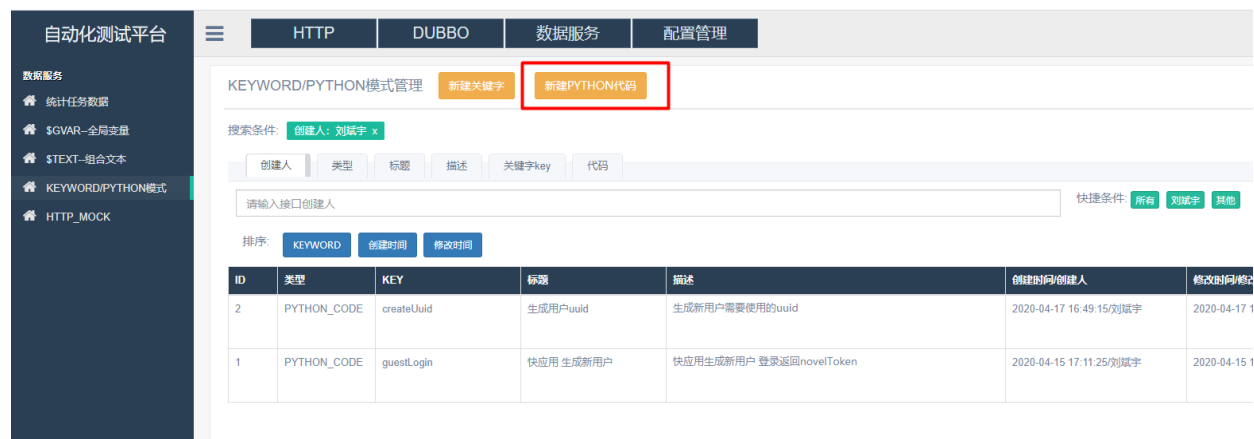 自动化测试平台
HTTP DUBBO 数据服务 配置管理
数据服务
统计任务数据
$GVAR--全局变量
$TEXT--组合文本
KEYWORD/PYTHON模式
HTTP_MOCK
KEYWORD/PYTHON模式管理 新建关键字 新建PYTHON代码
搜索条件: 创建人: 刘斌宇 x
创建人 类型 标题 描述 关键字key 代码
请输入接口创建人 快捷条件: 所有 刘斌宇 其他
排序: KEYWORD 创建时间 修改时间
ID 类型 KEY 标题 描述 创建时间/创建人 修改时间/修改
2 PYTHON_CODE createUuid 生成用户uuid 生成新用户需要使用的uuid 2020-04-17 16:49:15/刘斌宇 2020-04-17 1
1 PYTHON_CODE guestLogin 快应用 生成新用户 快应用生成新用户 登录返回novelToken 2020-04-15 17:11:25/刘斌宇 2020-04-15 1